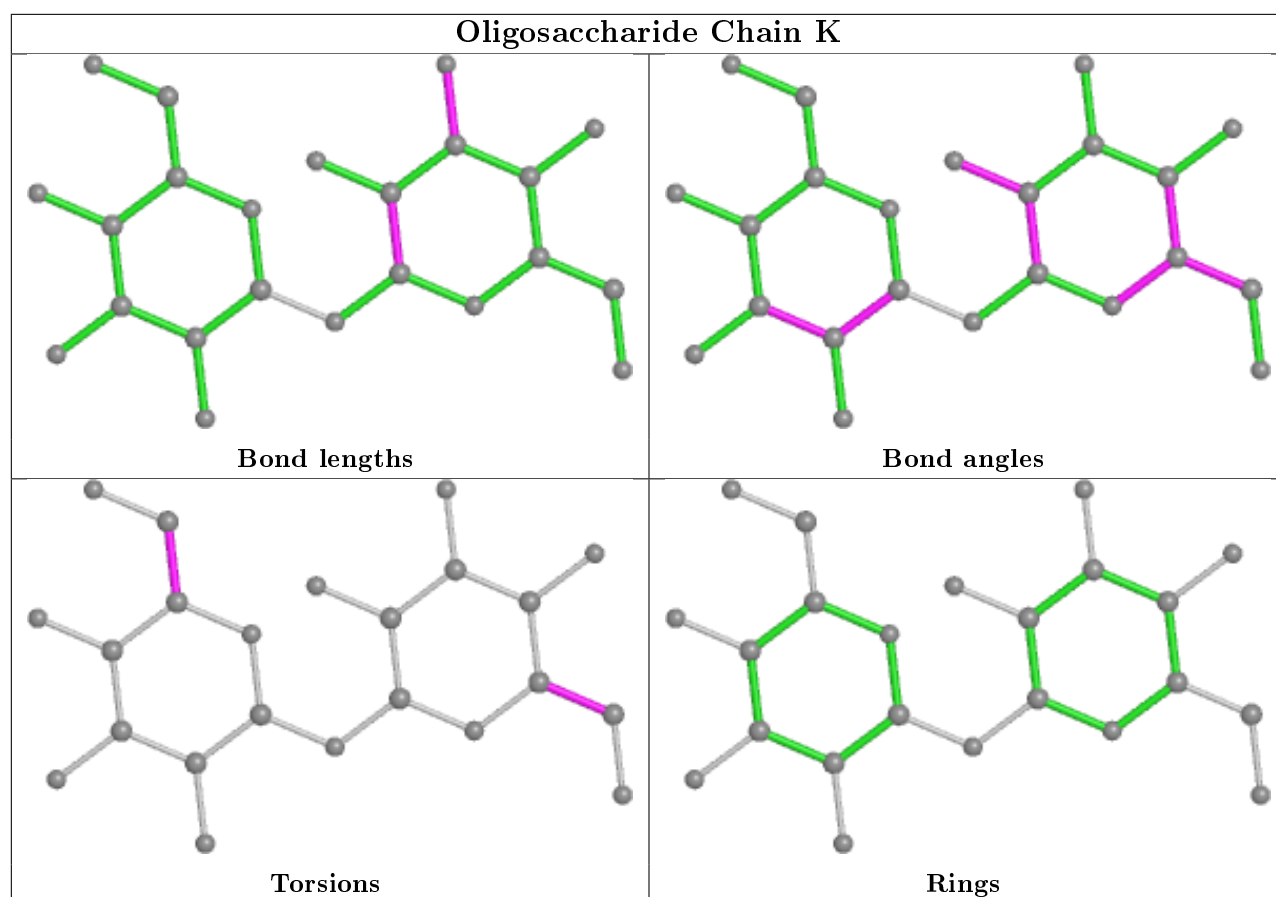 Oligosaccharide Chain K
Bond lengths
Bond angles
Torsions
Rings